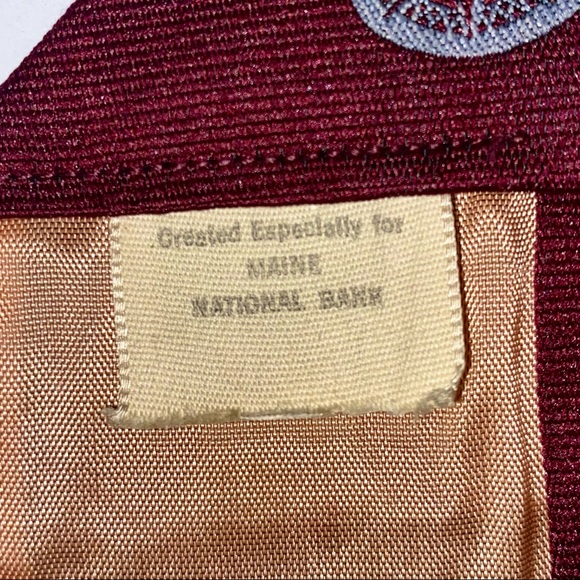 Created Especially for
MAINE
NATIONAL BANK